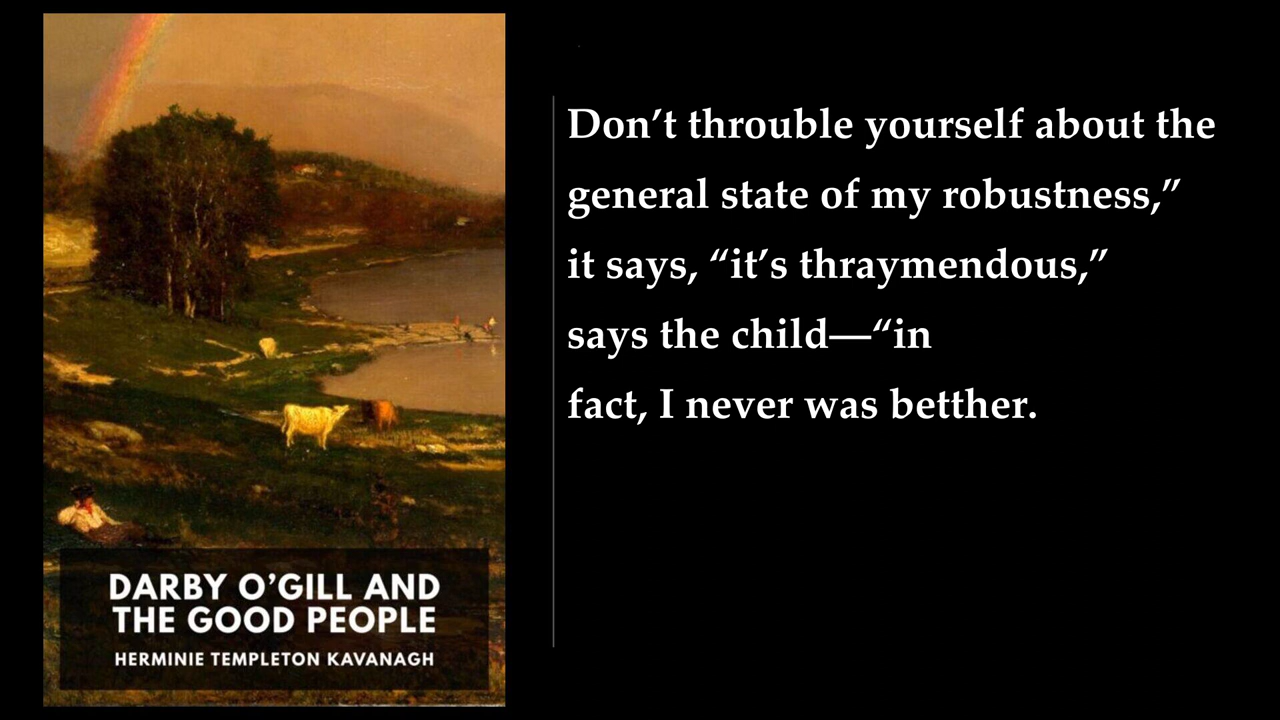 DARBY O’GILL AND
THE GOOD PEOPLE
HERMINIE TEMPLETON KAVANAGH
Don’t throuble yourself about the
general state of my robustness,”
it says, “it’s thraymendous,”
says the child—“in
fact, I never was betther.